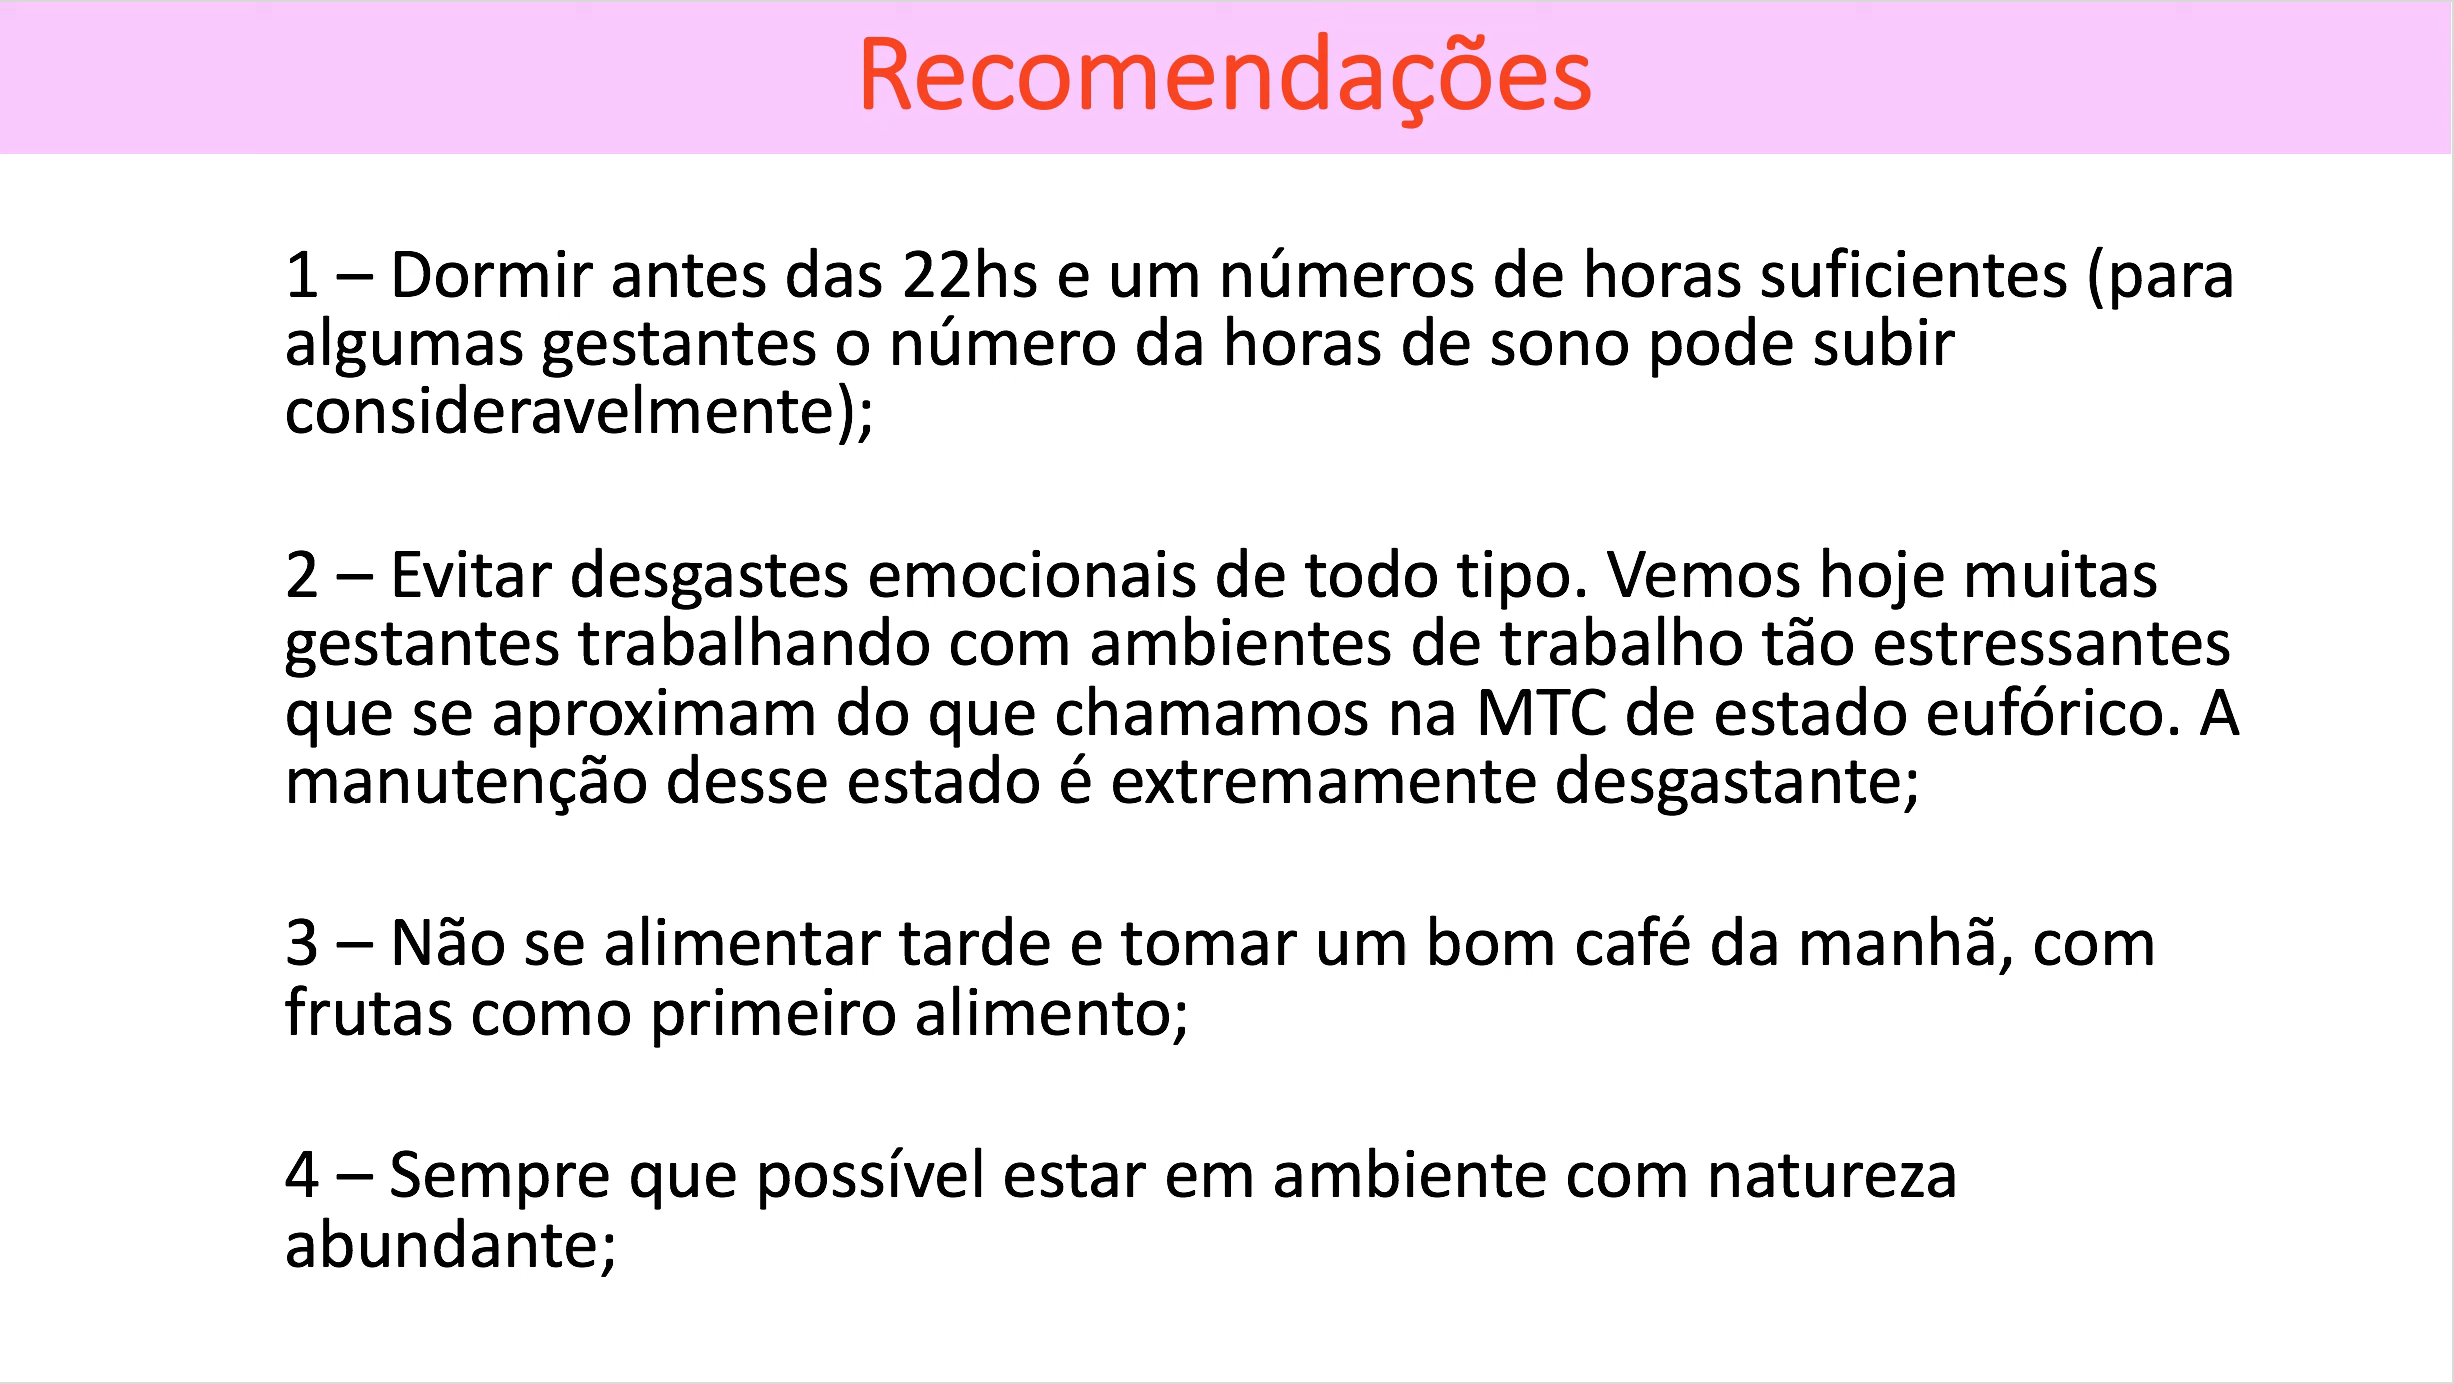 Recomendações
1 – Dormir antes das 22hs e um números de horas suficientes (para
algumas gestantes o número da horas de sono pode subir
consideravelmente);
2 – Evitar desgastes emocionais de todo tipo. Vemos hoje muitas
gestantes trabalhando com ambientes de trabalho tão estressantes
que se aproximam do que chamamos na MTC de estado eufórico. A
manutenção desse estado é extremamente desgastante;
3 – Não se alimentar tarde e tomar um bom café da manhã, com
frutas como primeiro alimento;
4 – Sempre que possível estar em ambiente com natureza
abundante;